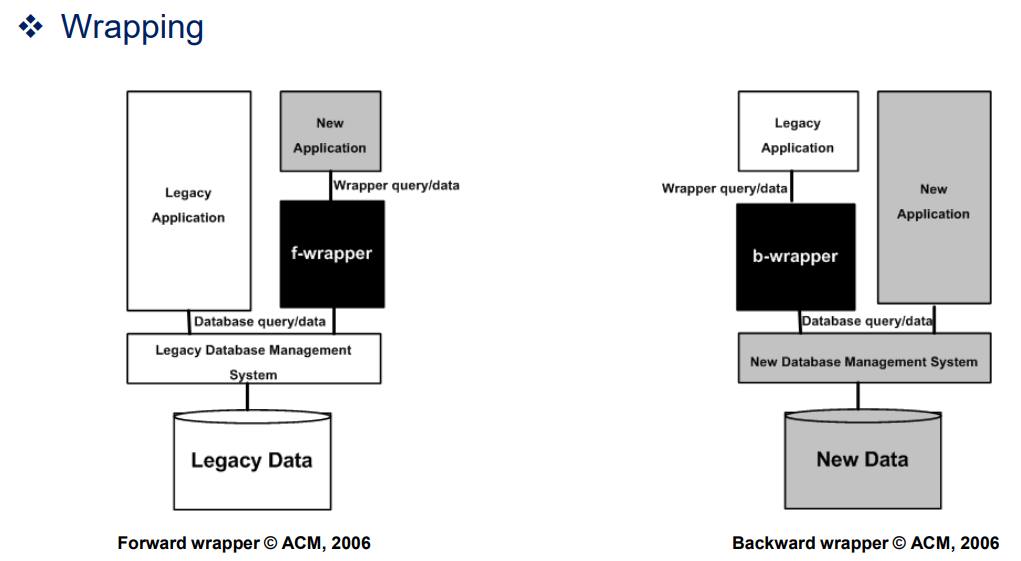 ❖ Wrapping
Legacy
Application
New
Application
Wrapper query/data
f-wrapper
Database query/data
Legacy Database Management
System
Legacy Data
Forward wrapper © ACM, 2006
Legacy
Application
New
Application
Wrapper query/data
b-wrapper
Database query/data
New Database Management System
New Data
Backward wrapper © ACM, 2006